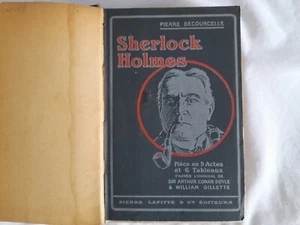 PIERRE DECOURCELLE
Sherlock
Holmes
Pièce en 5 Actes
et 6 Tableaux
D'APRÈS L'OUVRAGE DE
SIR ARTHUR CONAN DOYLE
& WILLIAM GILLETTE
PIERRE LAFITTE & Cie ÉDITEURS